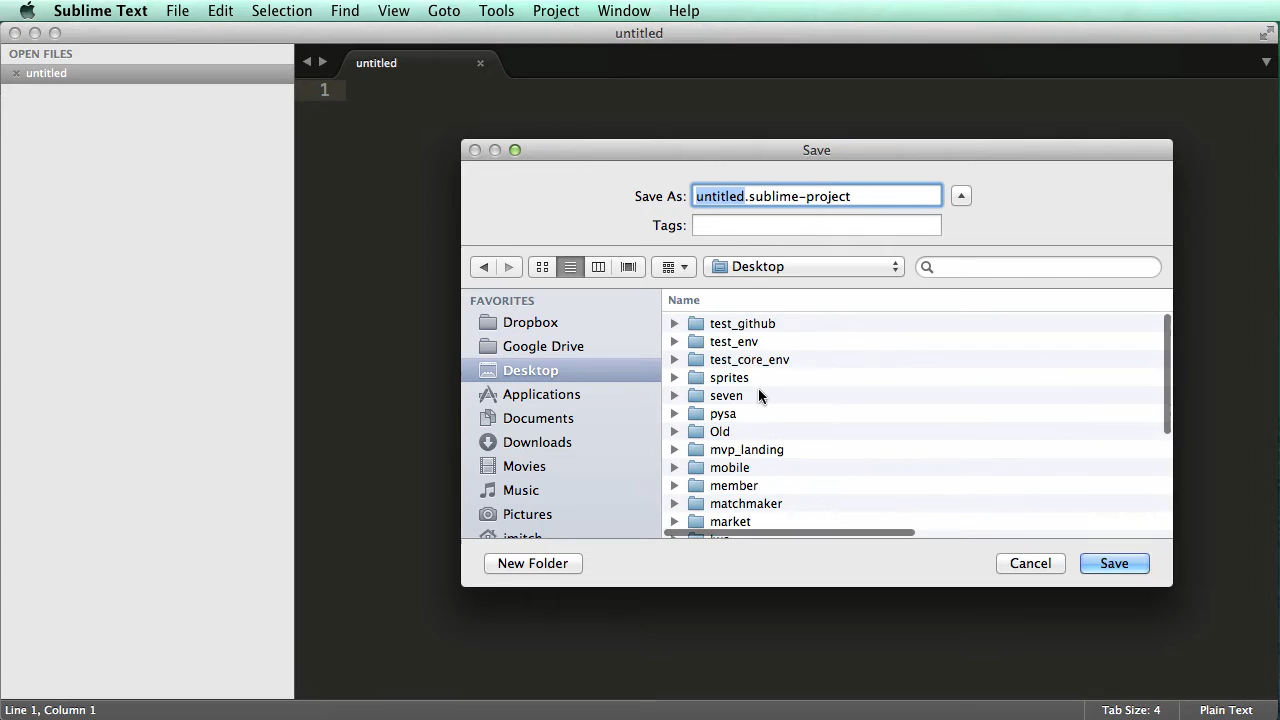 Sublime Text File Edit Selection Find View Goto Tools Project Window Help
untitled
OPEN FILES
untitled
untitled
1
Save
Save As: untitled.sublime-project
Tags:
Desktop
FAVORITES
Dropbox
Google Drive
Desktop
Applications
Documents
Downloads
Movies
Music
Pictures
Name
test_github
test_env
test_core_env
sprites
seven
pysa
Old
mvp_landing
mobile
member
matchmaker
market
New Folder Cancel Save
Line 1, Column 1 Tab Size: 4 Plain Text